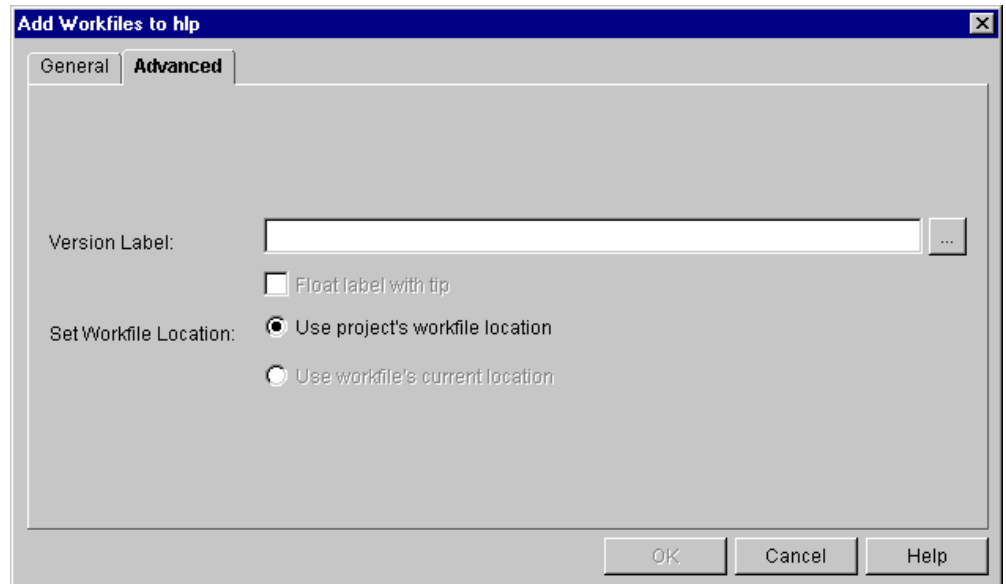 Add Workfiles to hlp
General Advanced
Version Label: ...
Float label with tip
Set Workfile Location: Use project's workfile location
Use workfile's current location
OK Cancel Help